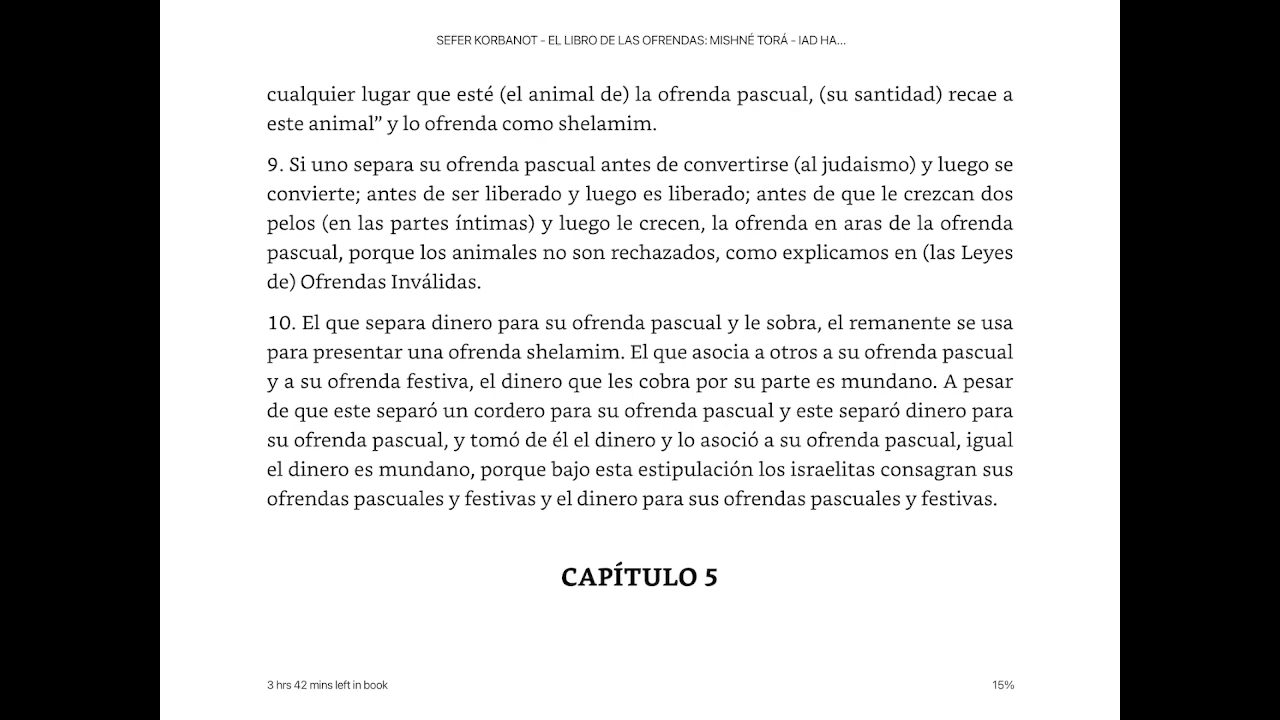 SEFER KORBANOT - EL LIBRO DE LAS OFRENDAS: MISHNÉ TORÁ - IAD HA...
cualquier lugar que esté (el animal de) la ofrenda pascual, (su santidad) recae a
este animal” y lo ofrenda como shelamim.
9. Si uno separa su ofrenda pascual antes de convertirse (al judaismo) y luego se
convierte; antes de ser liberado y luego es liberado; antes de que le crezcan dos
pelos (en las partes íntimas) y luego le crecen, la ofrenda en aras de la ofrenda
pascual, porque los animales no son rechazados, como explicamos en (las Leyes
de) Ofrendas Inválidas.
10. El que separa dinero para su ofrenda pascual y le sobra, el remanente se usa
para presentar una ofrenda shelamim. El que asocia a otros a su ofrenda pascual
y a su ofrenda festiva, el dinero que les cobra por su parte es mundano. A pesar
de que este separó un cordero para su ofrenda pascual y este separó dinero para
su ofrenda pascual, y tomó de él el dinero y lo asoció a su ofrenda pascual, igual
el dinero es mundano, porque bajo esta estipulación los israelitas consagran sus
ofrendas pascuales y festivas y el dinero para sus ofrendas pascuales y festivas.
CAPÍTULO 5
3 hrs 42 mins left in book
15%